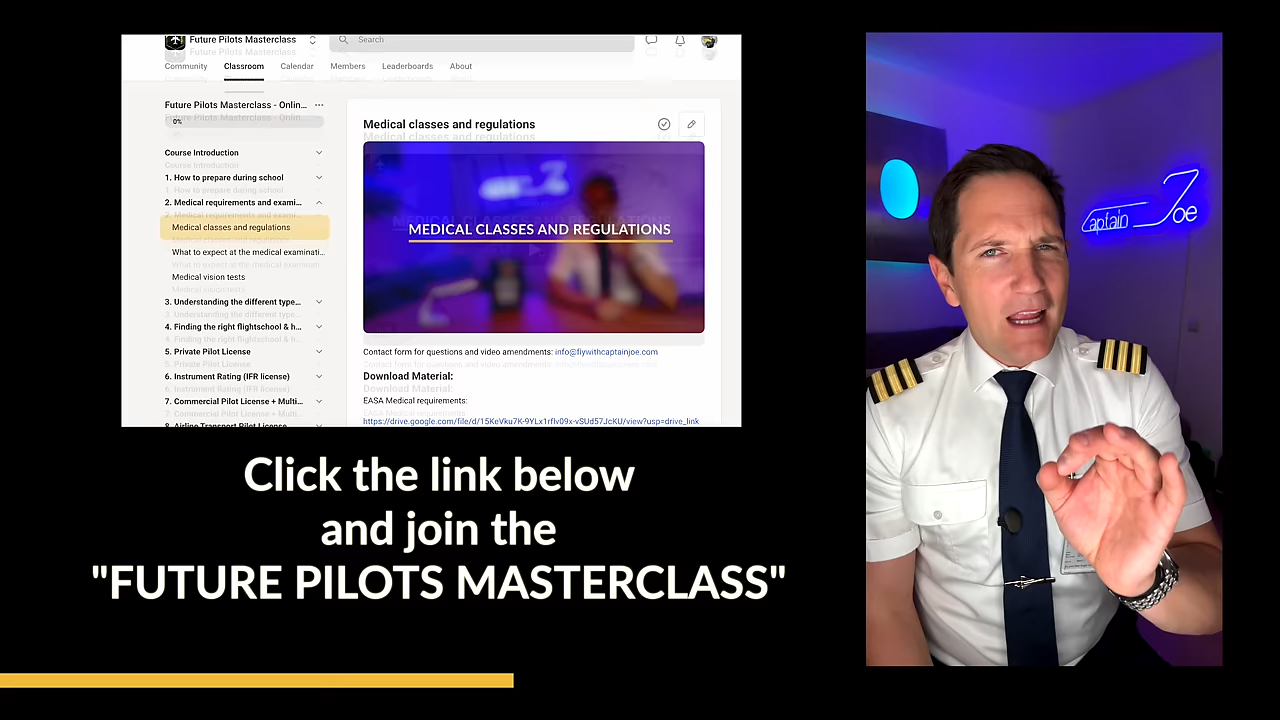 Future Pilots Masterclass
Search
Community
Classroom
Calendar
Members
Leaderboards
About
Future Pilots Masterclass - Onlin...
0%
Course Introduction
1. How to prepare during school
2. Medical requirements and exami...
Medical classes and regulations
What to expect at the medical examinati...
Medical vision tests
3. Understanding the different type...
4. Finding the right flightschool & h...
5. Private Pilot License
6. Instrument Rating (IFR license)
7. Commercial Pilot License + Multi...
8. Airline Transport Pilot License
Medical classes and regulations
MEDICAL CLASSES AND REGULATIONS
Contact form for questions and video amendments: info@flywithcaptainjoe.com
Download Material:
EASA Medical requirements:
https://drive.google.com/file/d/15KeVku7K-9YLx1rfIv09x-vSUd57JcKU/view?usp=drive_link
Click the link below
and join the
"FUTURE PILOTS MASTERCLASS"
Captain Joe